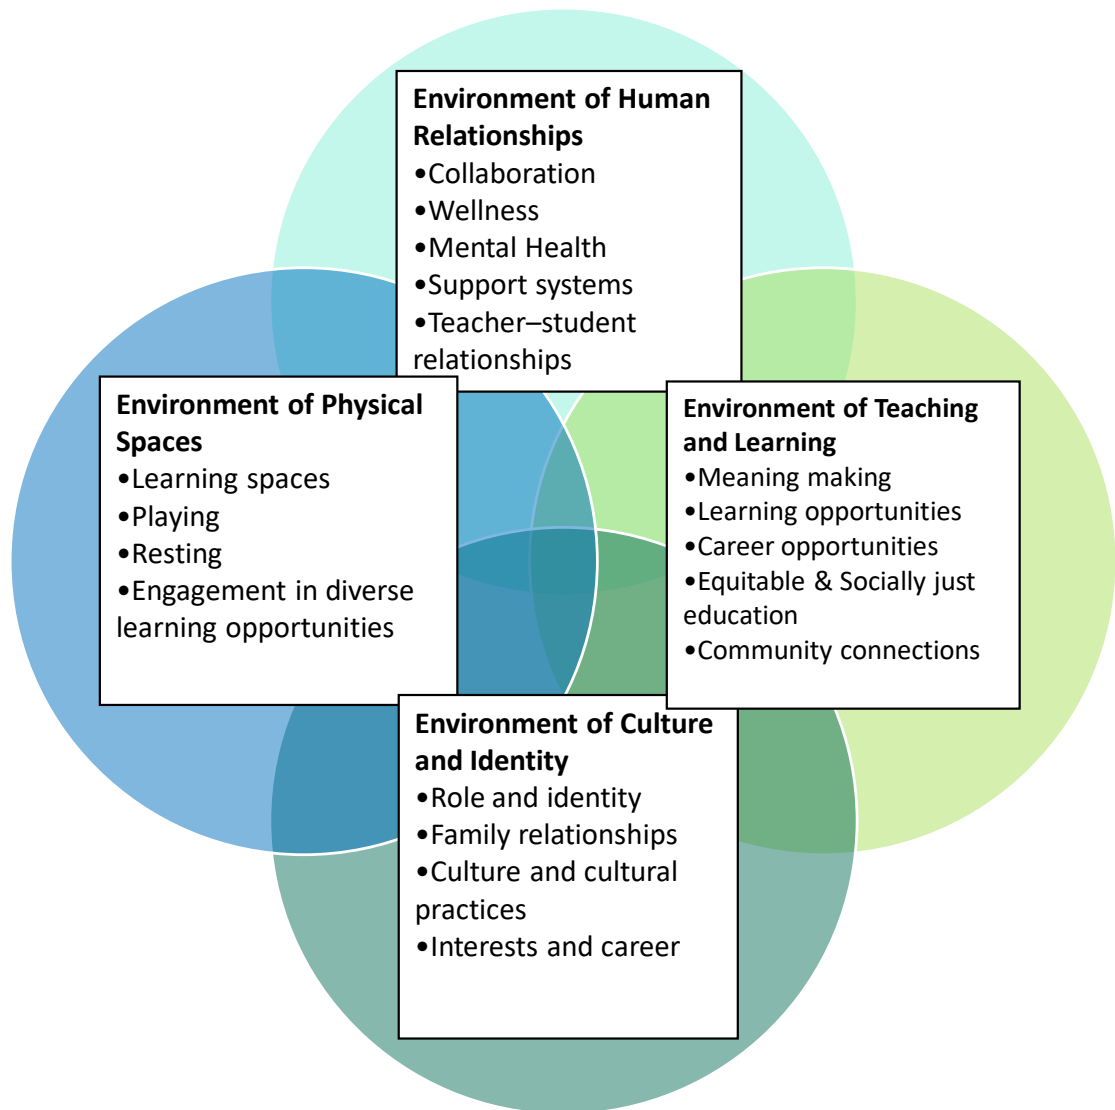 Environment of Human
Relationships
•Collaboration
•Wellness
•Mental Health
•Support systems
•Teacher–student
relationships
Environment of Physical
Spaces
•Learning spaces
•Playing
•Resting
•Engagement in diverse
learning opportunities
Environment of Teaching
and Learning
•Meaning making
•Learning opportunities
•Career opportunities
•Equitable & Socially just
education
•Community connections
Environment of Culture
and Identity
•Role and identity
•Family relationships
•Culture and cultural
practices
•Interests and career